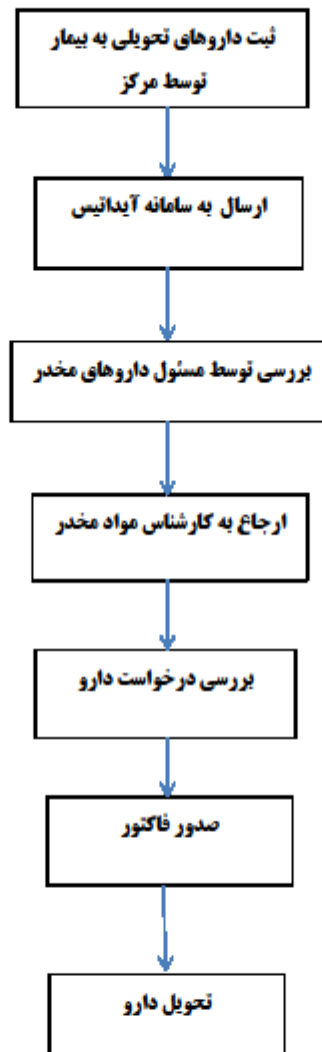 ثبت داروهای تحویلی به بیمار
توسط مرکز
ارسال به سامانه آیداتیس
بررسی توسط مسئول داروهای مخدر
ارجاع به کارشناس مواد مخدر
بررسی درخواست دارو
صدور فاکتور
تحویل دارو